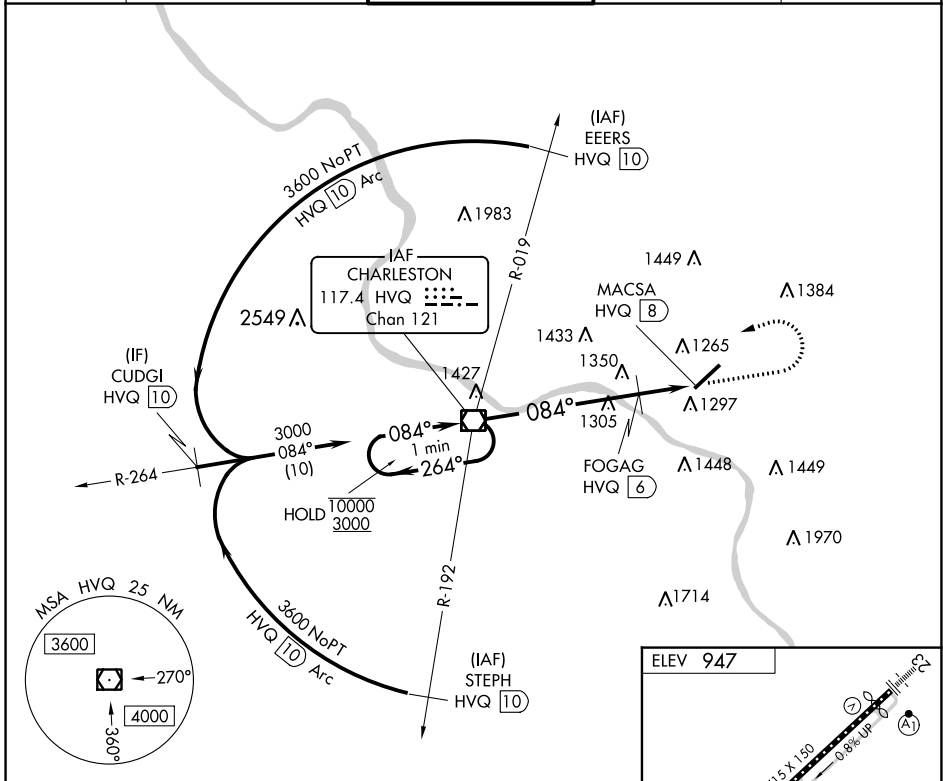 (IAF)
EEERS
HVQ 10
3600 NoPT
HVQ 10 Arc
1983
R-019
IAF
CHARLESTON
117.4 HVQ
Chan 121
2549
1449
MACSA
HVQ 8
1384
1433
1265
1350
(IF)
CUDGI
HVQ 10
1427
084°
1305
1297
3000
084°
(10)
084°
1 min
264°
R-264
FOGAG
HVQ 6
1448
1449
HOLD 10000
3000
1970
R-192
1714
3600 NoPT
HVQ 10 Arc
(IAF)
STEPH
HVQ 10
MSA HVQ 25 NM
3600
270°
4000
360°
ELEV 947
23
V
A1
15 X 150
0.8% UP